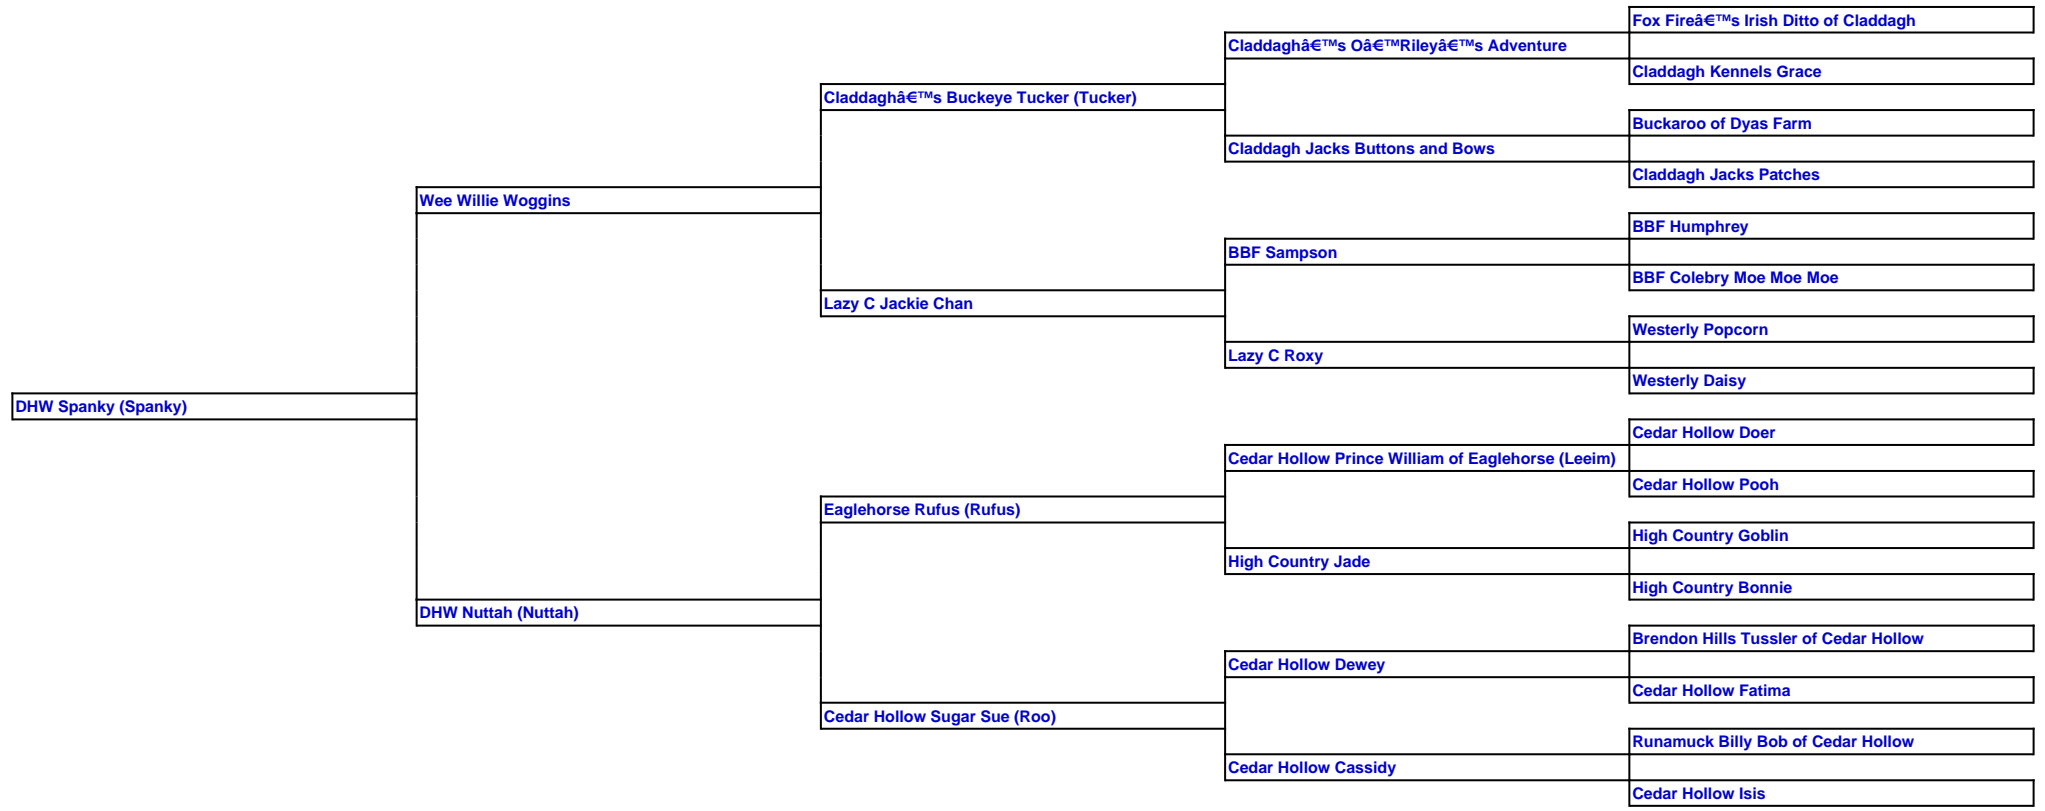 Fox Fireâ€™s Irish Ditto of Claddagh
Claddaghâ€™s Oâ€™Rileyâ€™s Adventure
Claddagh Kennels Grace
Claddaghâ€™s Buckeye Tucker (Tucker)
Buckaroo of Dyas Farm
Claddagh Jacks Buttons and Bows
Claddagh Jacks Patches
Wee Willie Woggins
BBF Humphrey
BBF Sampson
BBF Colebry Moe Moe Moe
Lazy C Jackie Chan
Westerly Popcorn
Lazy C Roxy
Westerly Daisy
DHW Spanky (Spanky)
Cedar Hollow Doer
Cedar Hollow Prince William of Eaglehorse (Leeim)
Cedar Hollow Pooh
Eaglehorse Rufus (Rufus)
High Country Goblin
High Country Jade
High Country Bonnie
DHW Nuttah (Nuttah)
Brendon Hills Tussler of Cedar Hollow
Cedar Hollow Dewey
Cedar Hollow Fatima
Cedar Hollow Sugar Sue (Roo)
Runamuck Billy Bob of Cedar Hollow
Cedar Hollow Cassidy
Cedar Hollow Isis